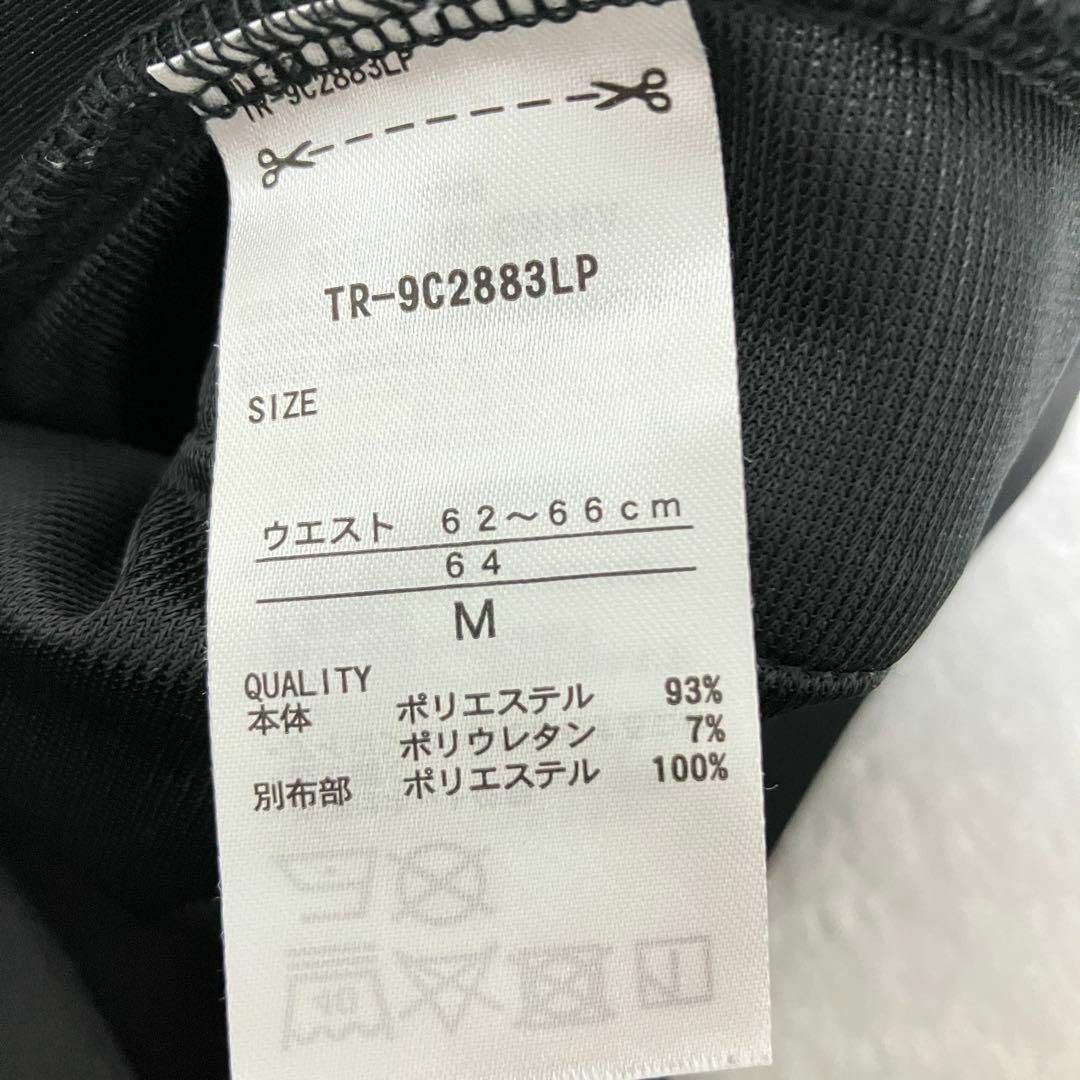 TR-9C2883LP
TR-9C2883LP
SIZE
ウエスト 62〜66cm
64
M
QUALITY
本体 ポリエステル 93%
ポリウレタン 7%
別布部 ポリエステル 100%